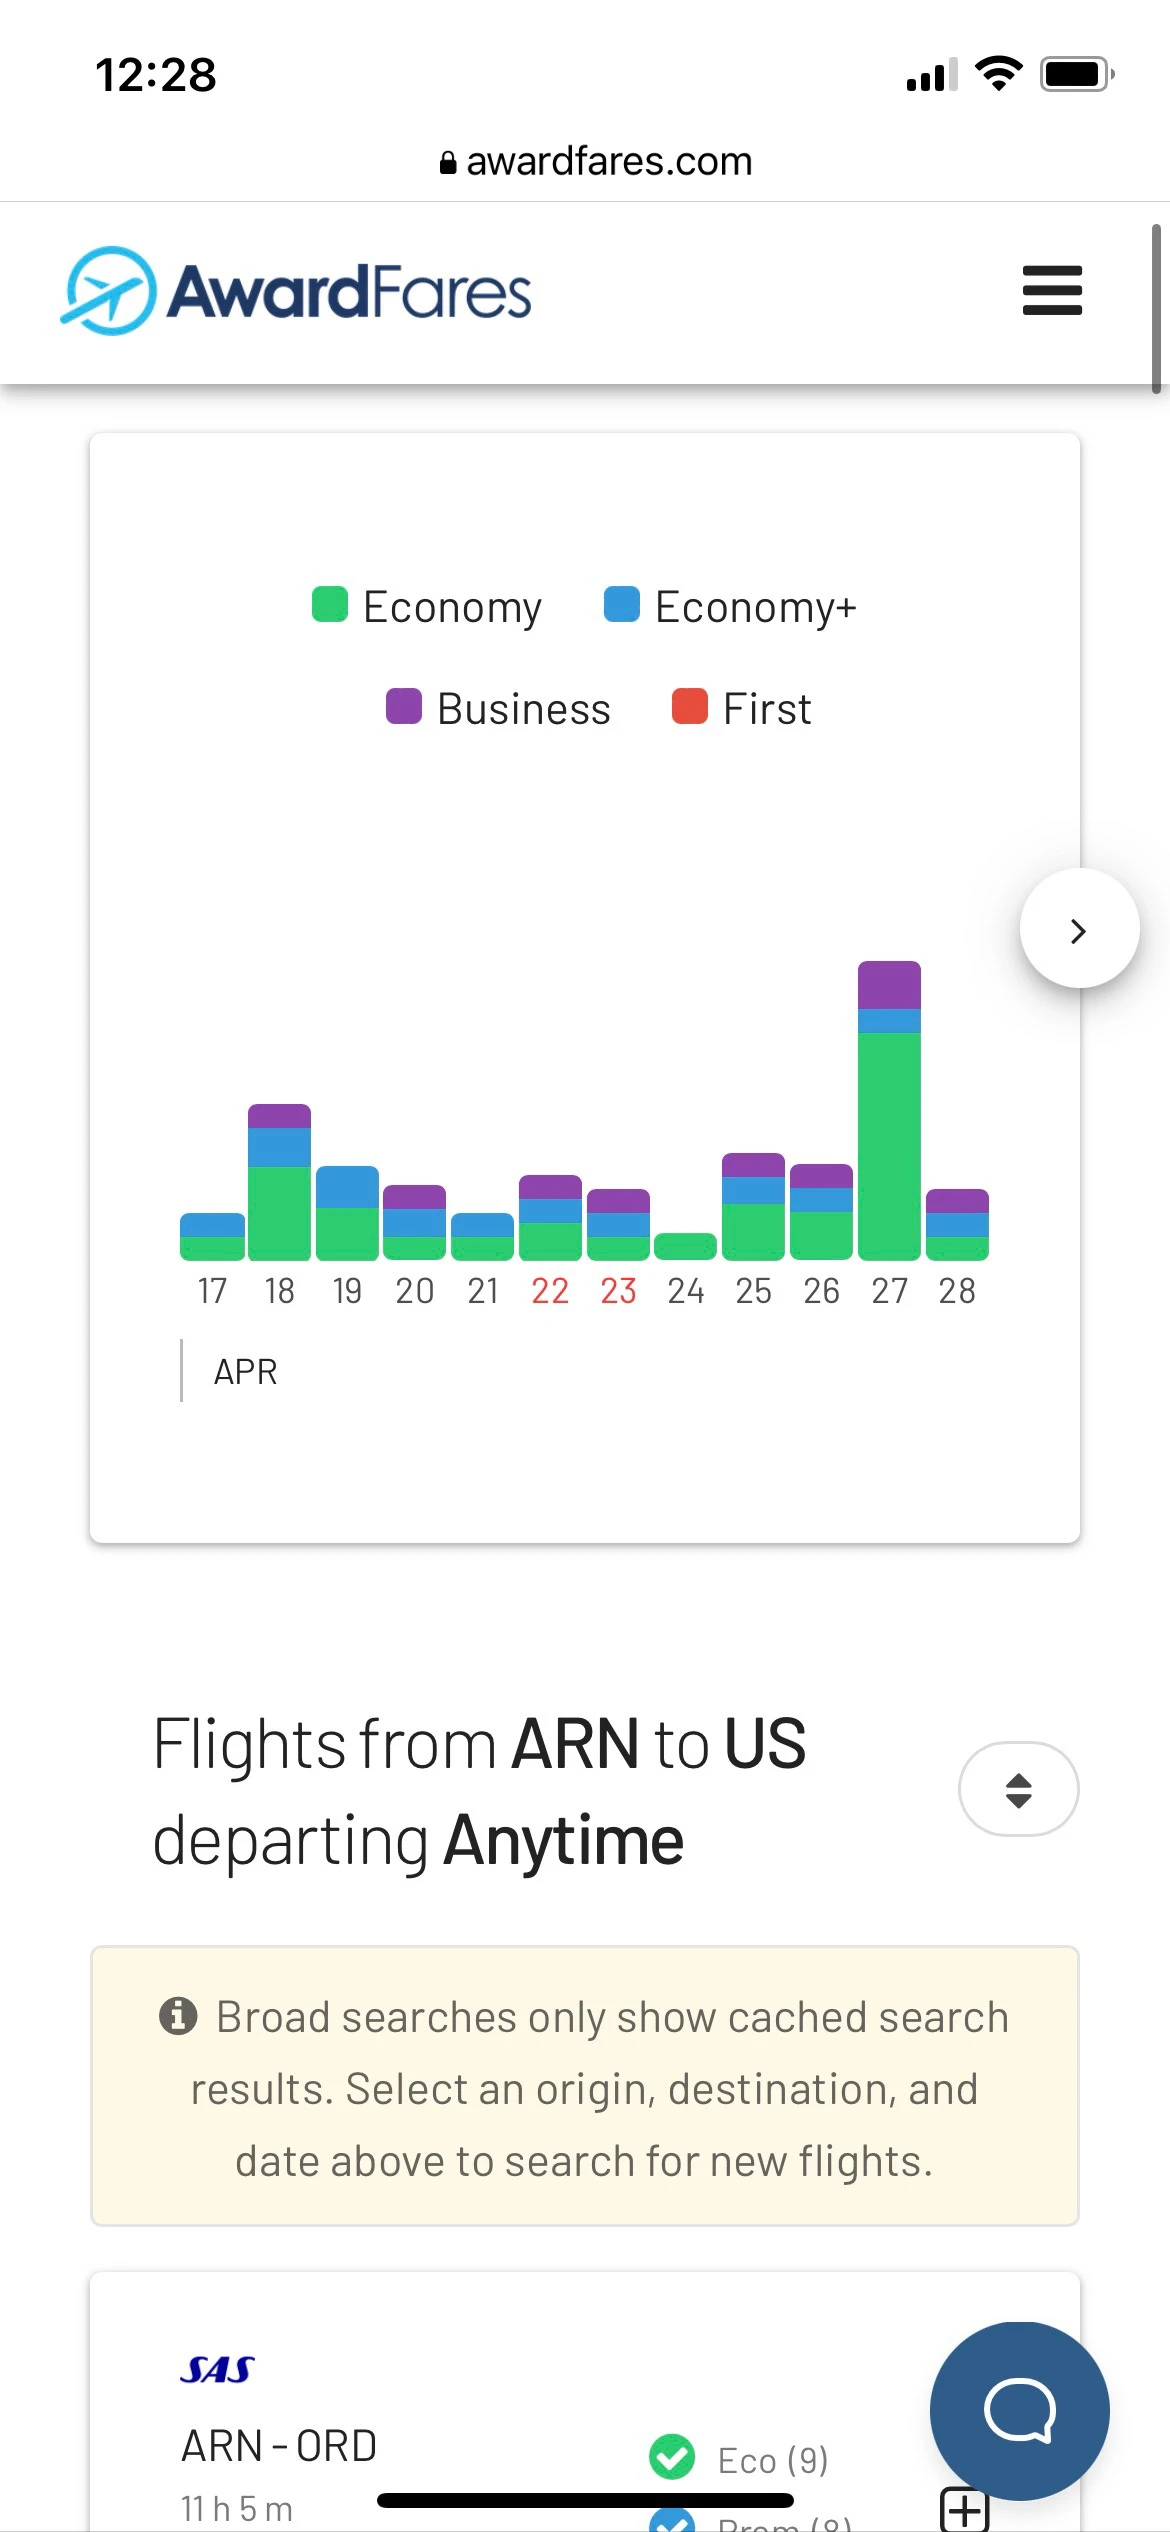 12:28
awardfares.com
AwardFares
Economy Economy+
Business First
17 18 19 20 21 22 23 24 25 26 27 28
APR
Flights from ARN to US
departing Anytime
Broad searches only show cached search
results. Select an origin, destination, and
date above to search for new flights.
SAS
ARN - ORD
Eco (9)
11 h 5 m
Prem (8)